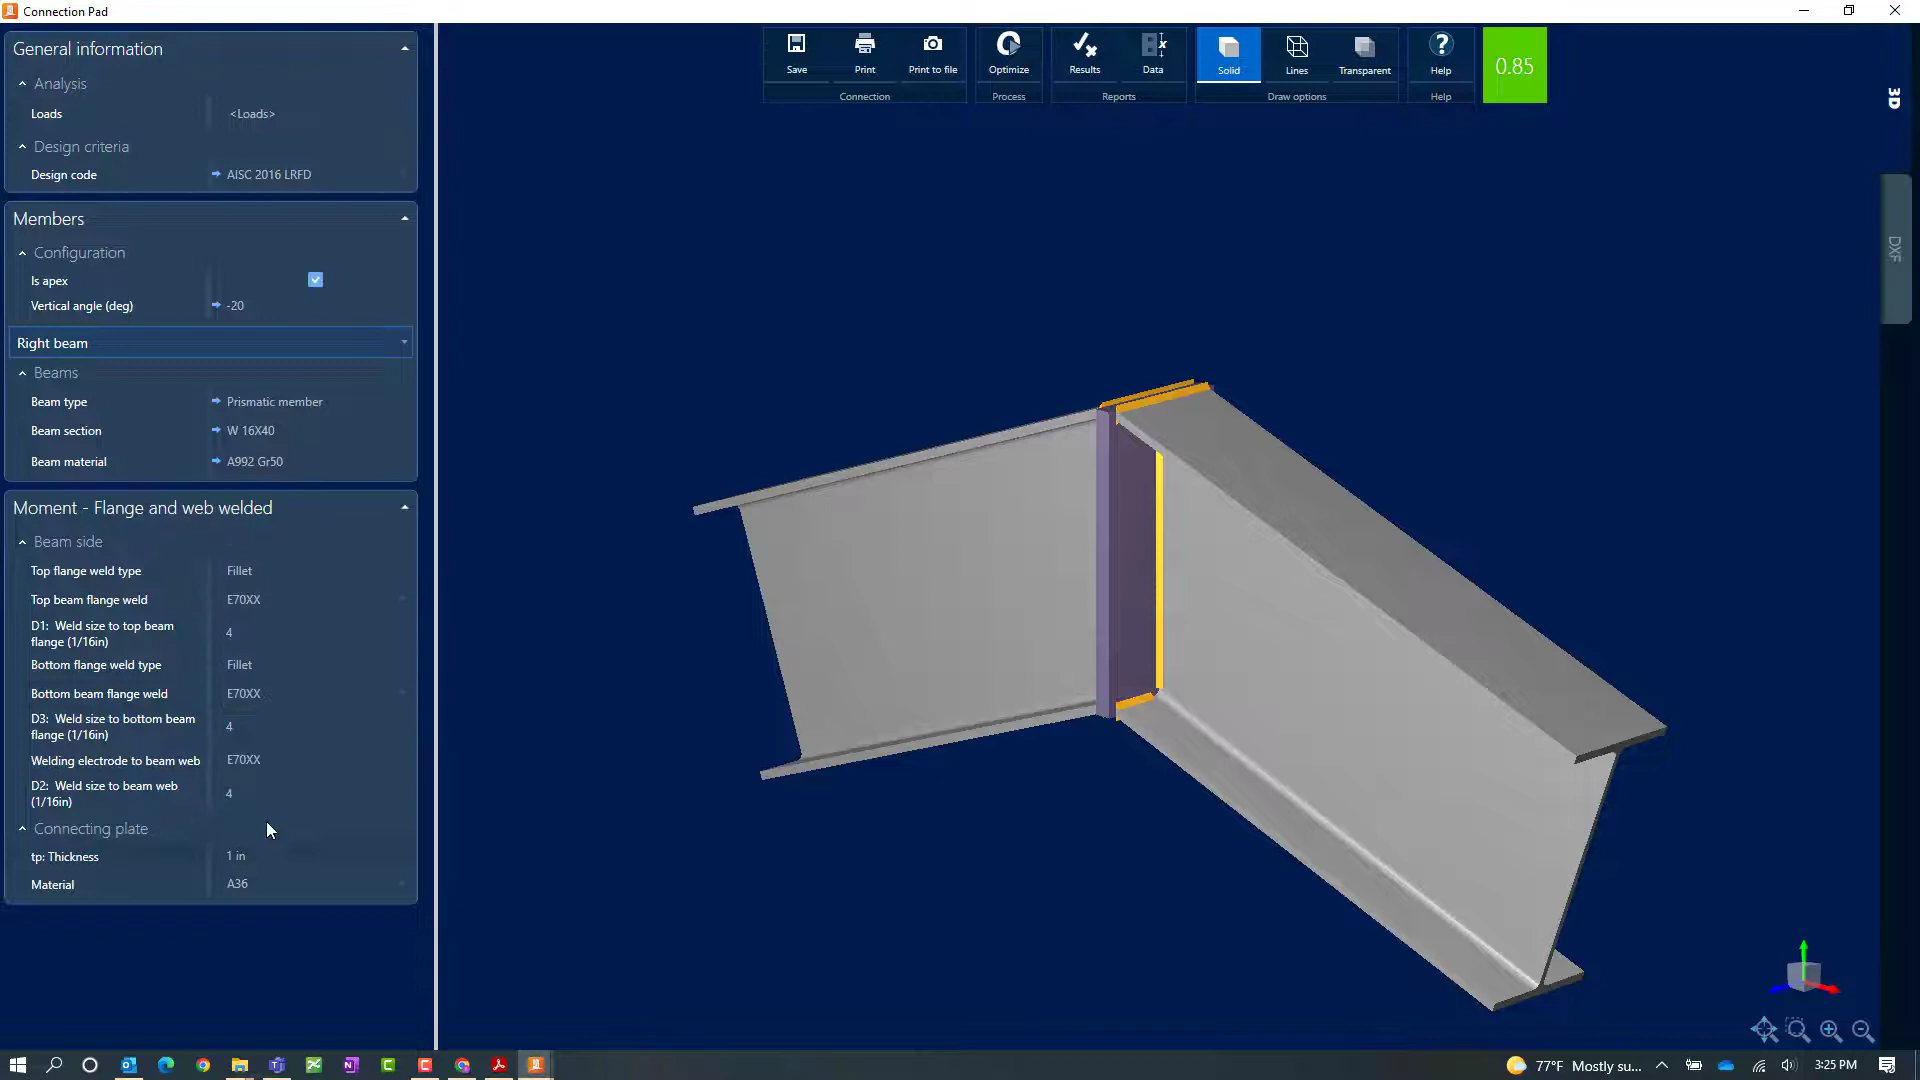 Connection Pad
General information
Analysis
Loads <Loads>
Design criteria
Design code AISC 2016 LRFD
Members
Configuration
Is apex
Vertical angle (deg) -20
Right beam
Beams
Beam type Prismatic member
Beam section W 16X40
Beam material A992 Gr50
Moment - Flange and web welded
Beam side
Top flange weld type Fillet
Top beam flange weld E70XX
D1: Weld size to top beam
flange (1/16in) 4
Bottom flange weld type Fillet
Bottom beam flange weld E70XX
D3: Weld size to bottom beam
flange (1/16in) 4
Welding electrode to beam web E70XX
D2: Weld size to beam web
(1/16in) 4
Connecting plate
tp: Thickness 1 in
Material A36
Save Print Print to file Optimize Results Data Solid Lines Transparent Help
Connection Process Reports Draw options Help
0.85
3D
DXF
77°F Mostly su... 3:25 PM